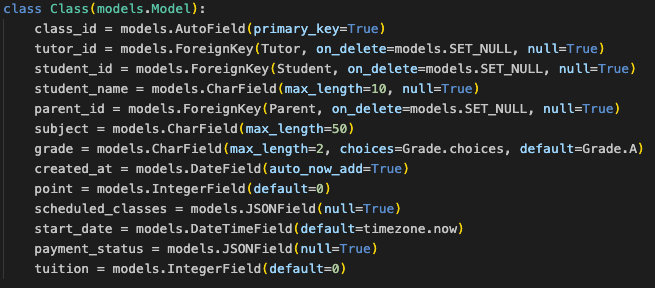 class Class(models.Model):
    class_id = models.AutoField(primary_key=True)
    tutor_id = models.ForeignKey(Tutor, on_delete=models.SET_NULL, null=True)
    student_id = models.ForeignKey(Student, on_delete=models.SET_NULL, null=True)
    student_name = models.CharField(max_length=10, null=True)
    parent_id = models.ForeignKey(Parent, on_delete=models.SET_NULL, null=True)
    subject = models.CharField(max_length=50)
    grade = models.CharField(max_length=2, choices=Grade.choices, default=Grade.A)
    created_at = models.DateField(auto_now_add=True)
    point = models.IntegerField(default=0)
    scheduled_classes = models.JSONField(null=True)
    start_date = models.DateTimeField(default=timezone.now)
    payment_status = models.JSONField(null=True)
    tuition = models.IntegerField(default=0)